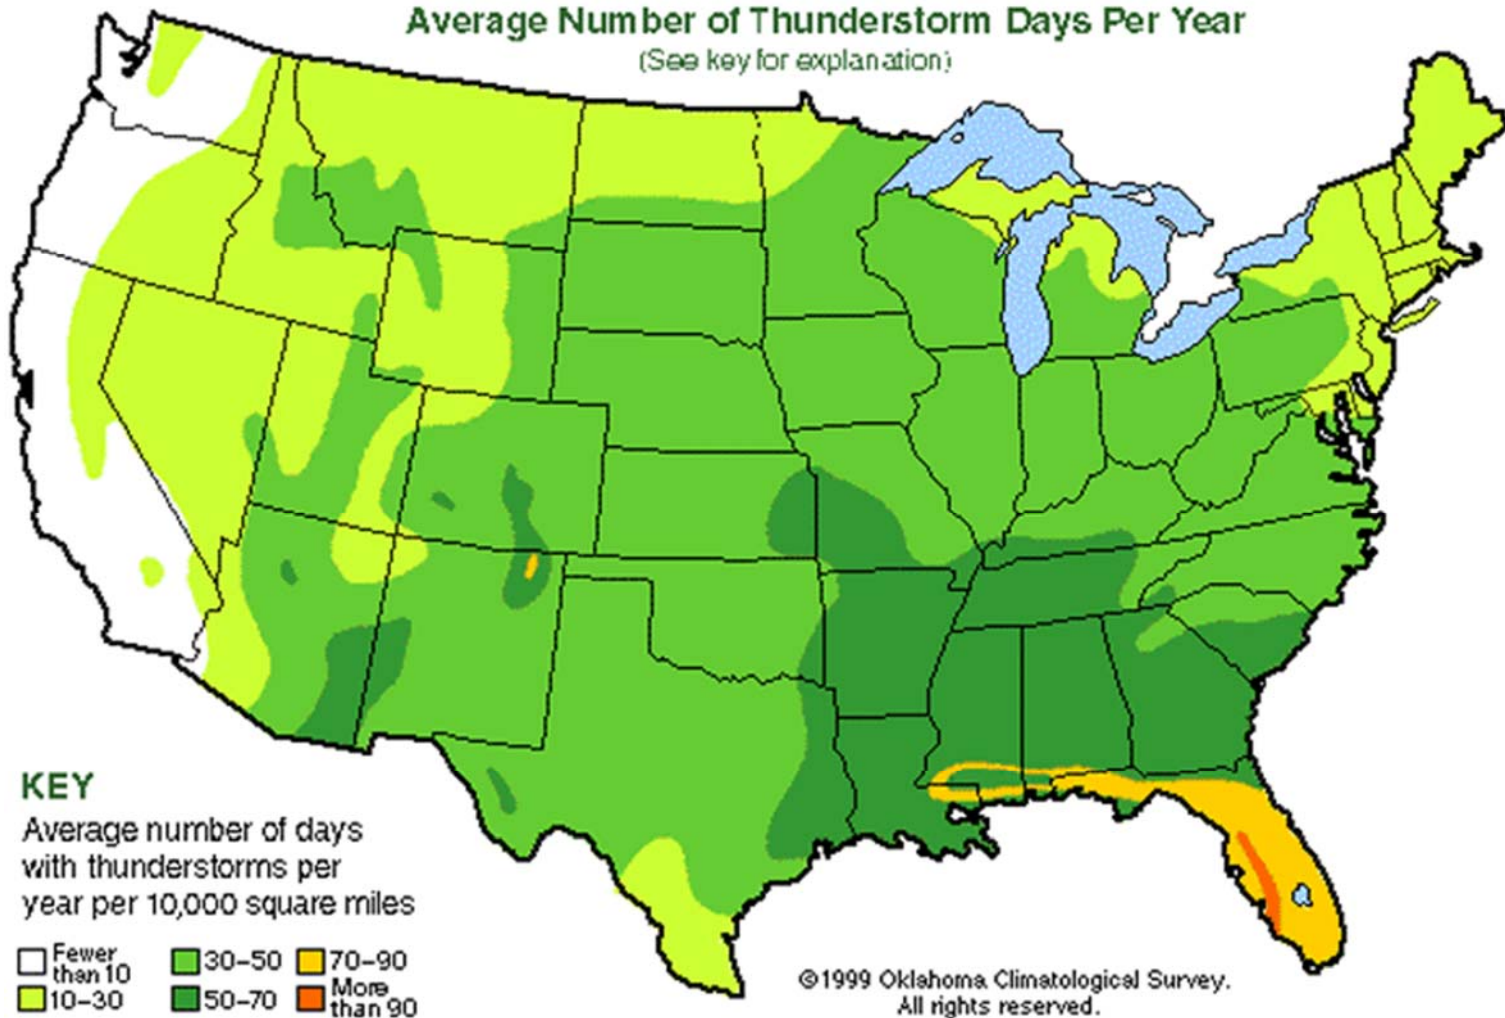 Average Number of Thunderstorm Days Per Year
(See key for explanation)
KEY
Average number of days
with thunderstorms per
year per 10,000 square miles
Fewer
than 10
30–50
70–90
10–30
50–70
More
than 90
©1999 Oklahoma Climatological Survey.
All rights reserved.